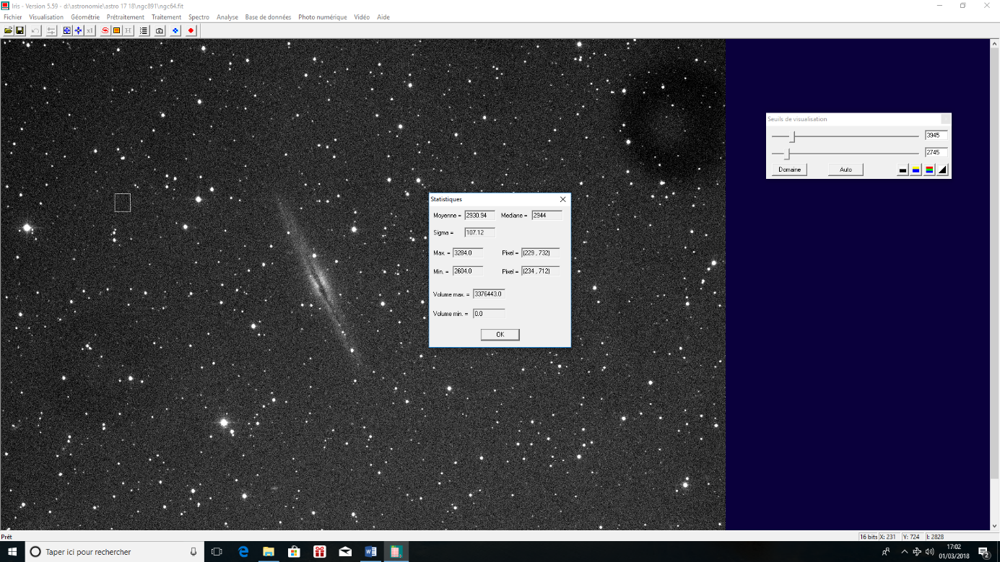 Iris - Version 5.59 - d:\astronomie\astro 17 18\ngc891\ngc64.fit
Fichier Visualisation Géométrie Prétraitement Traitement Spectro Analyse Base de données Photo numérique Vidéo Aide
Seuils de visualisation
3945
2745
Domaine Auto
Statistiques
Moyenne = 2930.94 Mediane = 2944
Sigma = 107.12
Max. = 3284.0 Pixel = (229 , 732)
Min. = 2604.0 Pixel = (234 , 712)
Volume max. = 3376443.0
Volume min. = 0.0
OK
Prêt 16 bits X: 231 Y: 724 I: 2828
Taper ici pour rechercher
17:02
01/03/2018
2